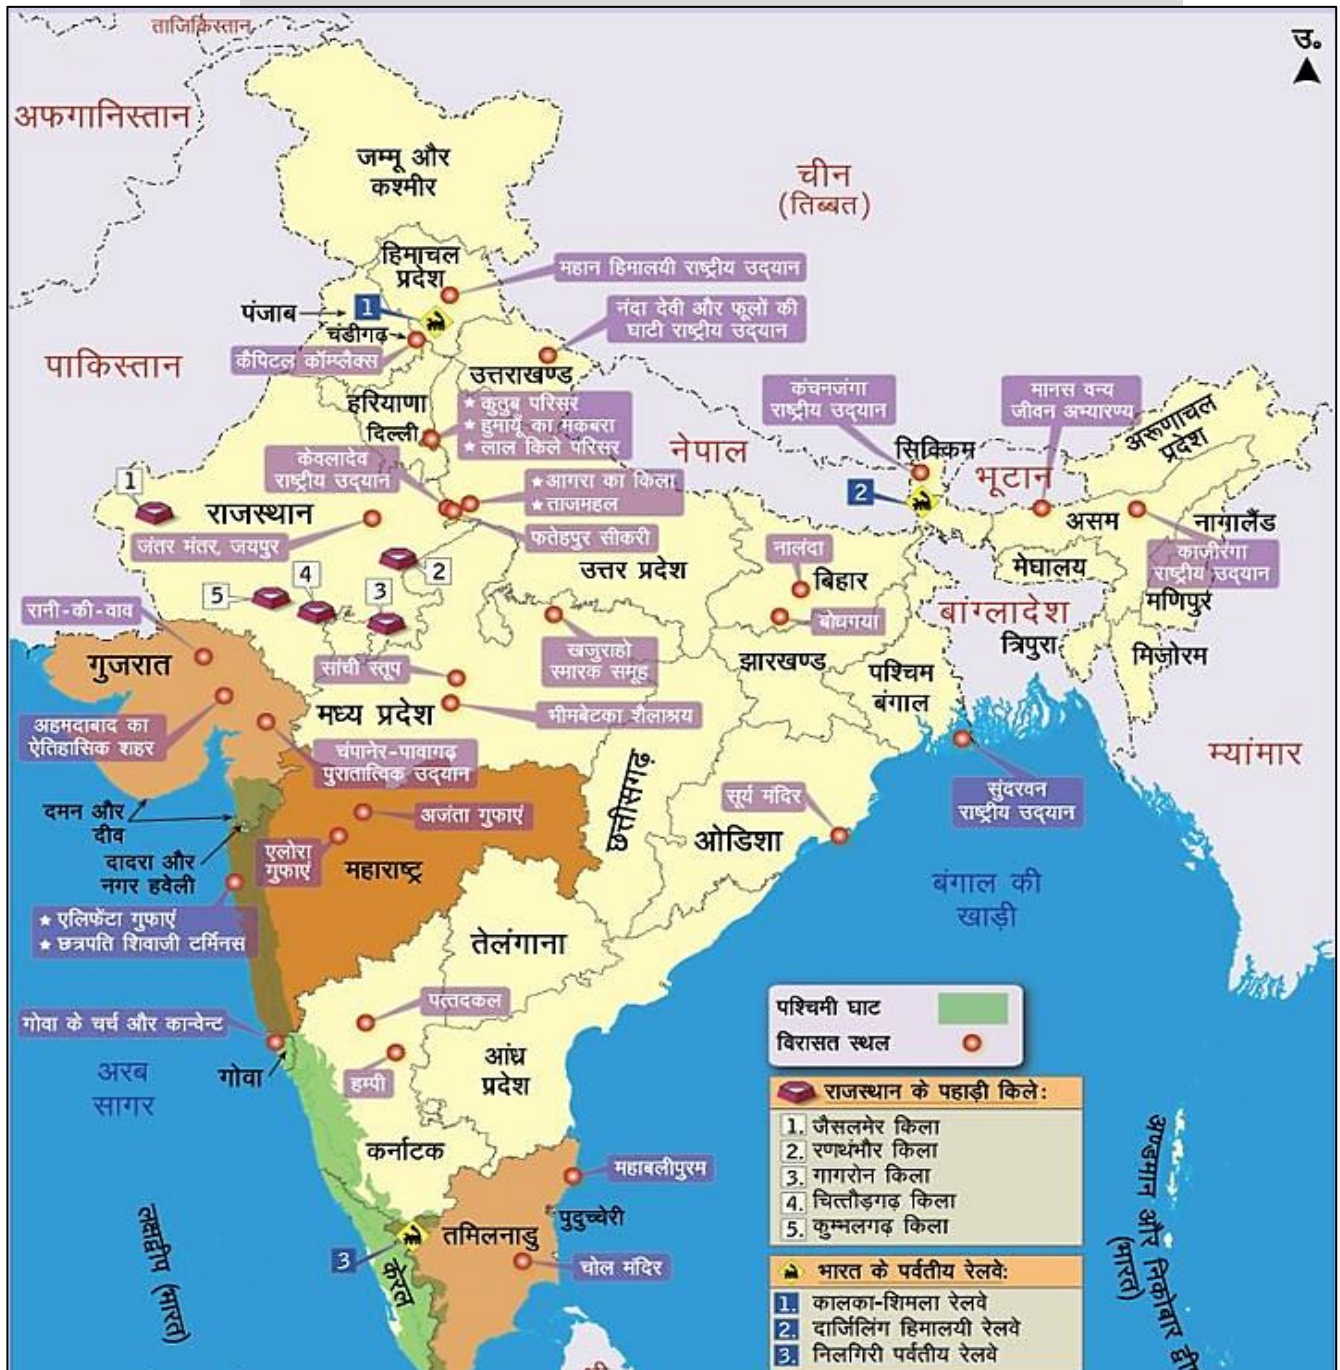 ताजिकिस्तान
उ०
अफगानिस्तान
जम्मू और
कश्मीर
चीन
(तिब्बत)
हिमाचल
प्रदेश
महान हिमालयी राष्ट्रीय उद्यान
1
पंजाब
नंदा देवी और फूलों की
घाटी राष्ट्रीय उद्यान
चंडीगढ़
कैपिटल कॉम्प्लैक्स
पाकिस्तान
उत्तराखण्ड
हरियाणा
दिल्ली
★ कुतुब परिसर
★ हुमायूँ का मकबरा
★ लाल किले परिसर
कंचनजंगा
राष्ट्रीय उद्यान
मानस वन्य
जीवन अभ्यारण्य
अरूणाचल
प्रदेश
नेपाल
सिक्किम
भूटान
केवलादेव
राष्ट्रीय उद्यान
★ आगरा का किला
★ ताजमहल
2
1
राजस्थान
असम
नागालैंड
जंतर मंतर, जयपुर
फतेहपुर सीकरी
नालंदा
काजीरंगा
राष्ट्रीय उद्यान
उत्तर प्रदेश
बिहार
मेघालय
2
4
5
3
रानी-की-वाव
बोधगया
बांग्लादेश
मणिपुर
त्रिपुरा
मिज़ोरम
गुजरात
सांची स्तूप
खजुराहो
स्मारक समूह
झारखण्ड
पश्चिम
बंगाल
मध्य प्रदेश
भीमबेटका शैलाश्रय
अहमदाबाद का
ऐतिहासिक शहर
चंपानेर-पावागढ़
पुरातात्विक उद्यान
म्यांमार
छत्तीसगढ़
सूर्य मंदिर
सुंदरवन
राष्ट्रीय उद्यान
दमन और
दीव
अजंता गुफाएं
ओडिशा
दादरा और
नगर हवेली
एलोरा
गुफाएं
महाराष्ट्र
बंगाल की
खाड़ी
★ एलिफेंटा गुफाएं
★ छत्रपति शिवाजी टर्मिनस
तेलंगाना
पत्तदकल
गोवा के चर्च और कान्वेन्ट
हम्पी
आंध्र
प्रदेश
अरब
सागर
गोवा
पश्चिमी घाट
विरासत स्थल
राजस्थान के पहाड़ी किले:
1. जैसलमेर किला
2. रणथंभौर किला
3. गागरोन किला
4. चित्तौड़गढ़ किला
5. कुम्भलगढ़ किला
कर्नाटक
महाबलीपुरम
पुदुच्चेरी
तमिलनाडु
3
चोल मंदिर
केरल
लक्षद्वीप (भारत)
अण्डमान और निकोबार
(भारत)
भारत के पर्वतीय रेलवे:
1. कालका-शिमला रेलवे
2. दार्जिलिंग हिमालयी रेलवे
3. निलगिरी पर्वतीय रेलवे